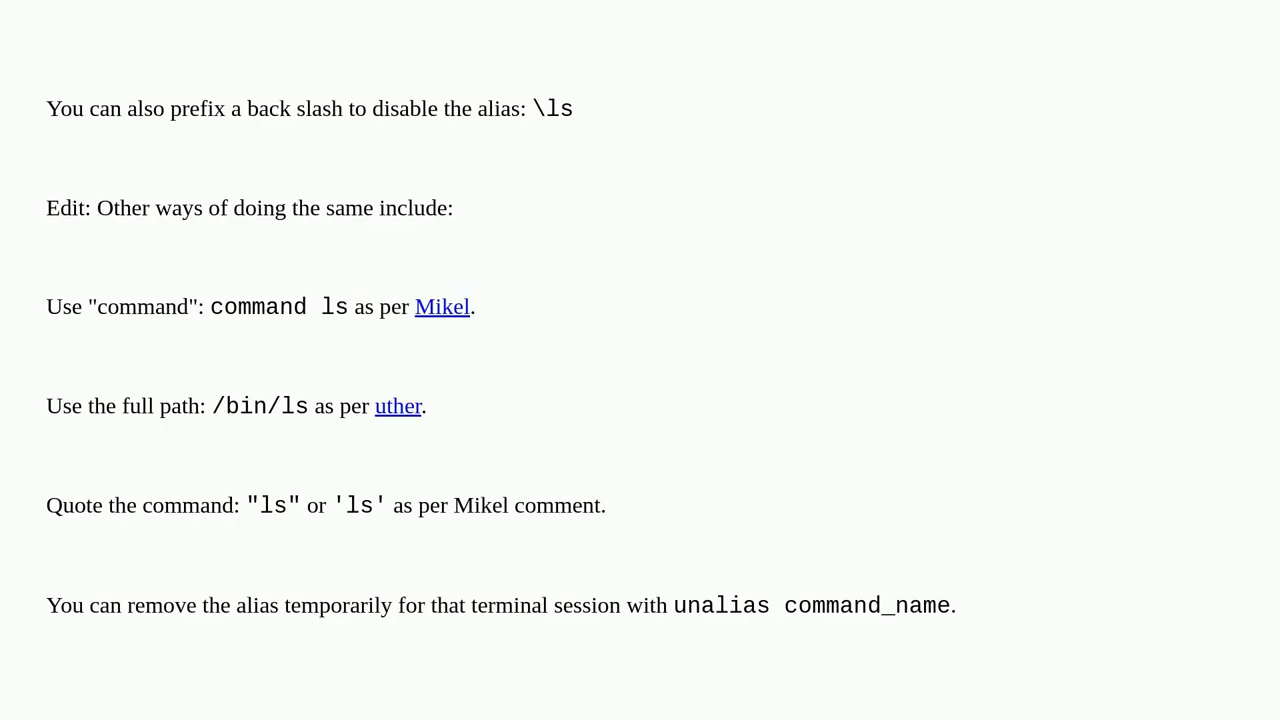 You can also prefix a back slash to disable the alias: \ls
Edit: Other ways of doing the same include:
Use "command": command ls as per Mikel.
Use the full path: /bin/ls as per uther.
Quote the command: "ls" or 'ls' as per Mikel comment.
You can remove the alias temporarily for that terminal session with unalias command_name.